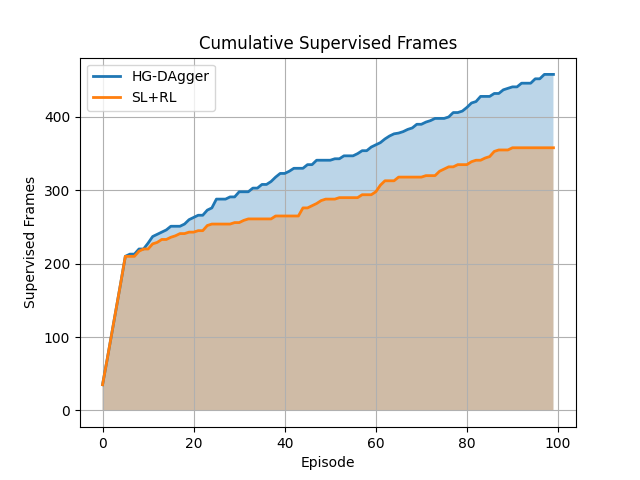 Cumulative Supervised Frames
HG-DAgger
SL+RL
Supervised Frames
400
300
200
100
0
0 20 40 60 80 100
Episode